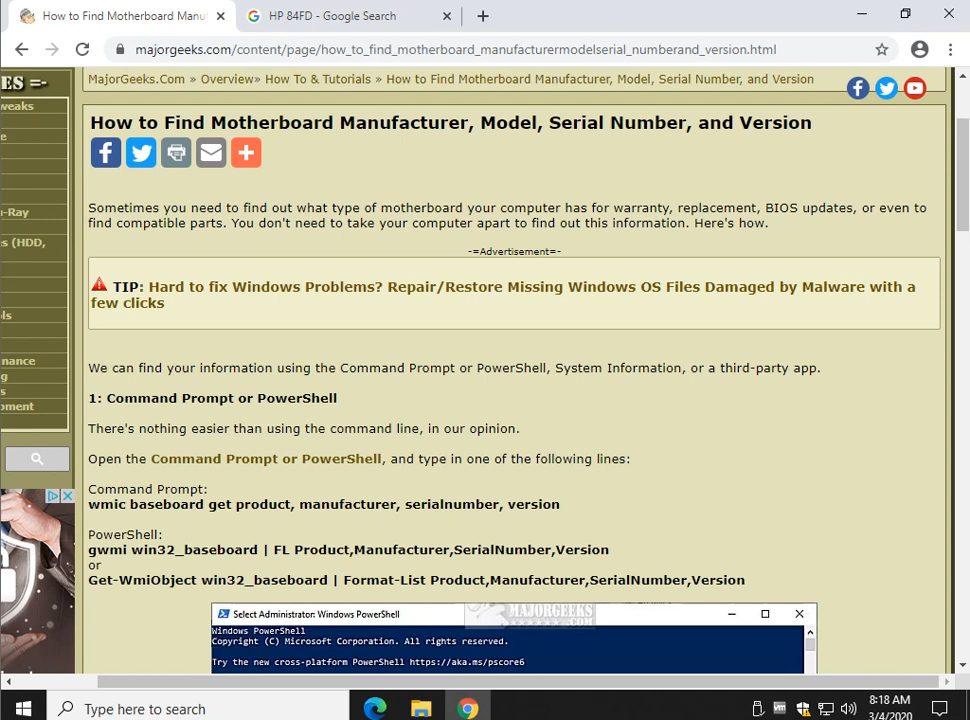 How to Find Motherboard Manu
HP 84FD - Google Search
majorgeeks.com/content/page/how_to_find_motherboard_manufacturermodelserial_numberand_version.html
ES =-
weaks
e
-Ray
s (HDD,
ols
nance
g
s
pment
MajorGeeks.Com » Overview» How To & Tutorials » How to Find Motherboard Manufacturer, Model, Serial Number, and Version
How to Find Motherboard Manufacturer, Model, Serial Number, and Version
Sometimes you need to find out what type of motherboard your computer has for warranty, replacement, BIOS updates, or even to
find compatible parts. You don't need to take your computer apart to find out this information. Here's how.
-=Advertisement=-
TIP: Hard to fix Windows Problems? Repair/Restore Missing Windows OS Files Damaged by Malware with a
few clicks
We can find your information using the Command Prompt or PowerShell, System Information, or a third-party app.
1: Command Prompt or PowerShell
There's nothing easier than using the command line, in our opinion.
Open the Command Prompt or PowerShell, and type in one of the following lines:
Command Prompt:
wmic baseboard get product, manufacturer, serialnumber, version
PowerShell:
gwmi win32_baseboard | FL Product,Manufacturer,SerialNumber,Version
or
Get-WmiObject win32_baseboard | Format-List Product,Manufacturer,SerialNumber,Version
Select Administrator: Windows PowerShell
MAJORGEEKS
Windows PowerShell
Copyright (C) Microsoft Corporation. All rights reserved.
Try the new cross-platform PowerShell https://aka.ms/pscore6
Type here to search
vm
8:18 AM
3/4/2020